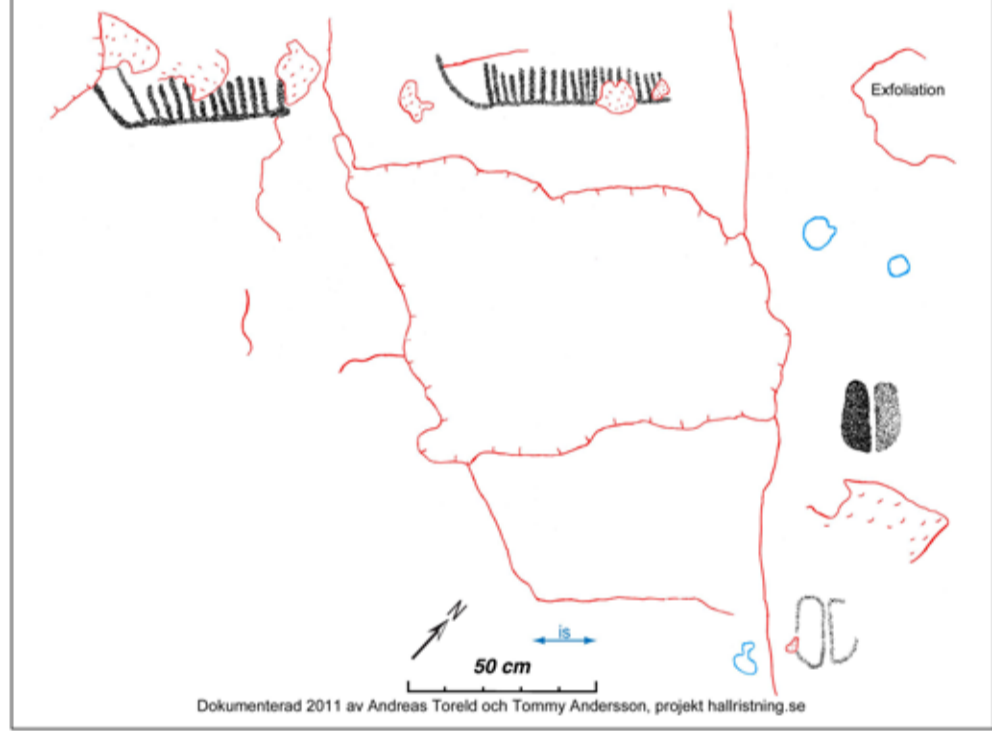 Exfoliation
N
is
50 cm
Dokumenterad 2011 av Andreas Toreld och Tommy Andersson, projekt hallristning.se